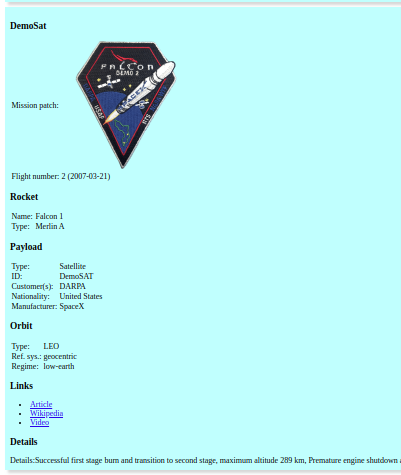 DemoSat
FALCON
DEMO 2
Mission patch:
Flight number: 2 (2007-03-21)
Rocket
Name: Falcon 1
Type: Merlin A
Payload
Type: Satellite
ID: DemoSAT
Customer(s): DARPA
Nationality: United States
Manufacturer: SpaceX
Orbit
Type: LEO
Ref. sys.: geocentric
Regime: low-earth
Links
Article
Wikipedia
Video
Details
Details:Successful first stage burn and transition to second stage, maximum altitude 289 km, Premature engine shutdown